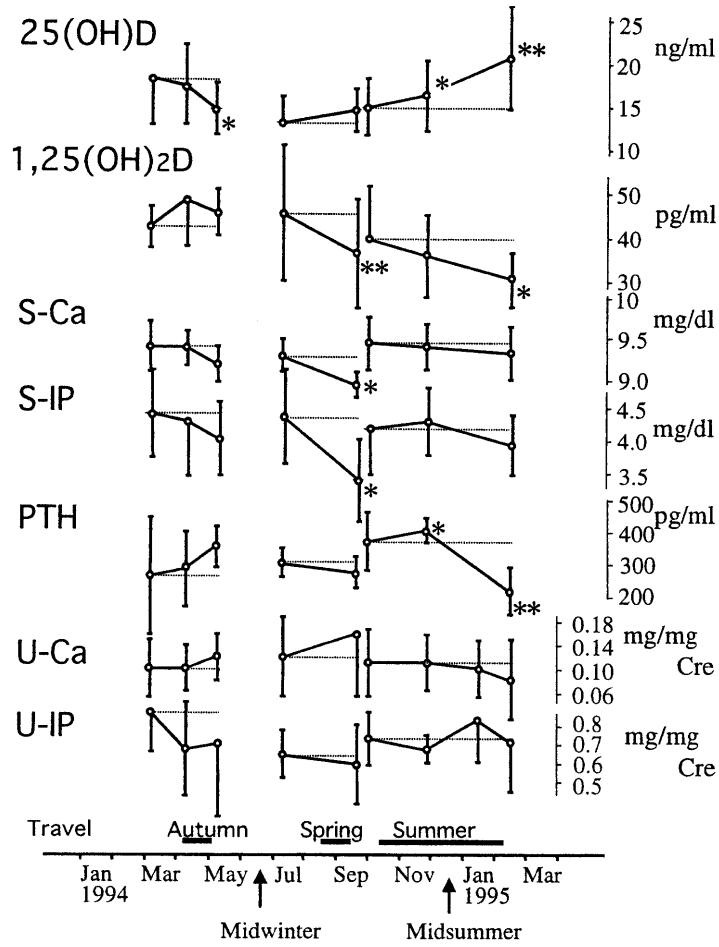 25(OH)D
25
ng/ml
20
15
10
**
*
*
1,25(OH)2D
50
pg/ml
40
30
**
*
S-Ca
10
mg/dl
9.5
9.0
*
S-IP
4.5
mg/dl
4.0
3.5
*
PTH
500
pg/ml
400
300
200
*
**
U-Ca
0.18
mg/mg
0.14
Cre
0.10
0.06
U-IP
0.8
mg/mg
0.7
Cre
0.6
0.5
Travel Autumn Spring Summer
Jan Mar May Jul Sep Nov Jan Mar
1994 1995
Midwinter Midsummer